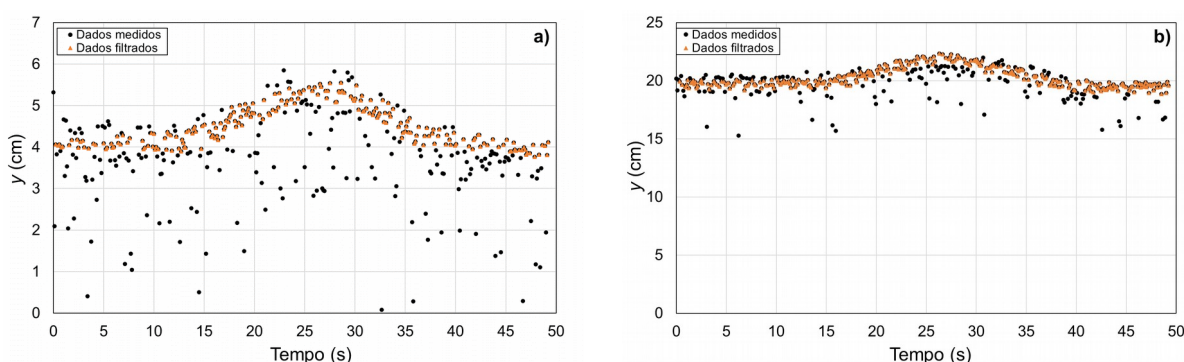 7
6
5
4
3
2
1
0
y (cm)
Dados medidos
Dados filtrados
a)
0 5 10 15 20 25 30 35 40 45 50
Tempo (s)
25
20
15
10
5
0
y (cm)
Dados medidos
Dados filtrados
b)
0 5 10 15 20 25 30 35 40 45 50
Tempo (s)